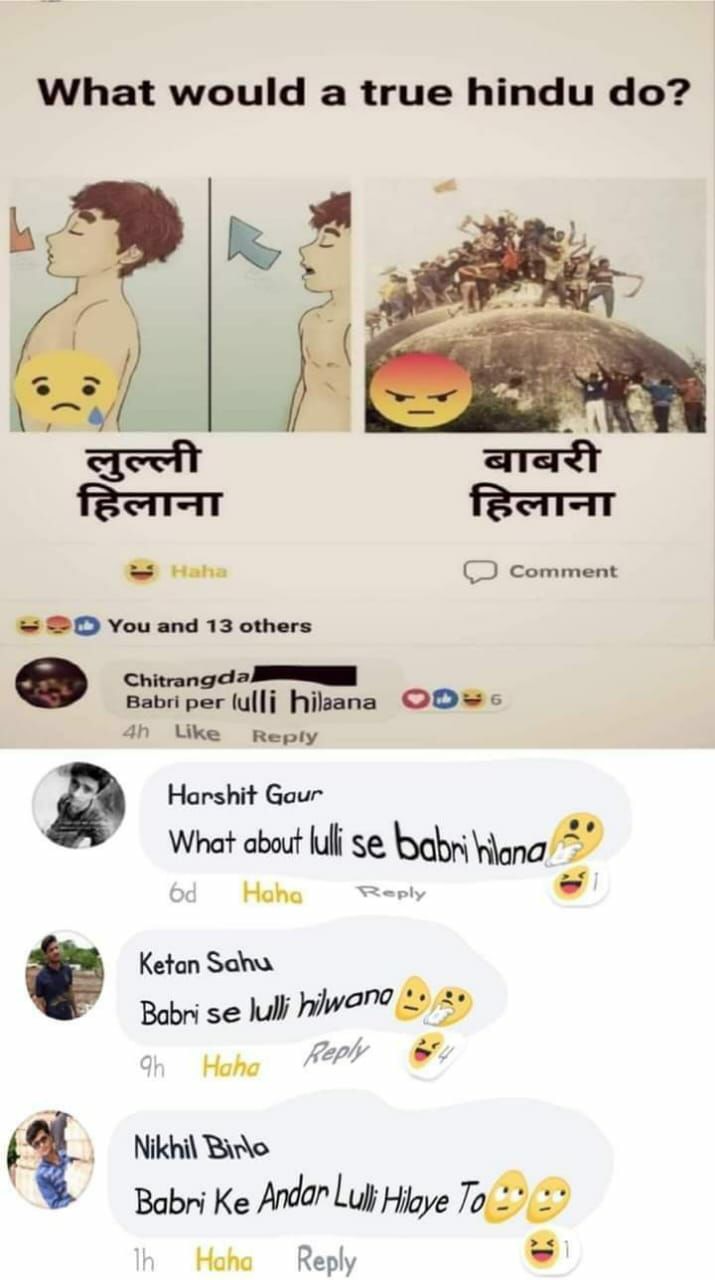 What would a true hindu do?
लुल्ली
हिलाना
बाबरी
हिलाना
Haha
Comment
You and 13 others
Chitrangda
Babri per lulli hilaana
6
4h Like Reply
Harshit Gaur
What about lulli se babri hilana
1
6d Haha Reply
Ketan Sahu
Babri se lulli hilwana
9h Haha Reply
4
Nikhil Birla
Babri Ke Andar Lulli Hilaye To
1
1h Haha Reply